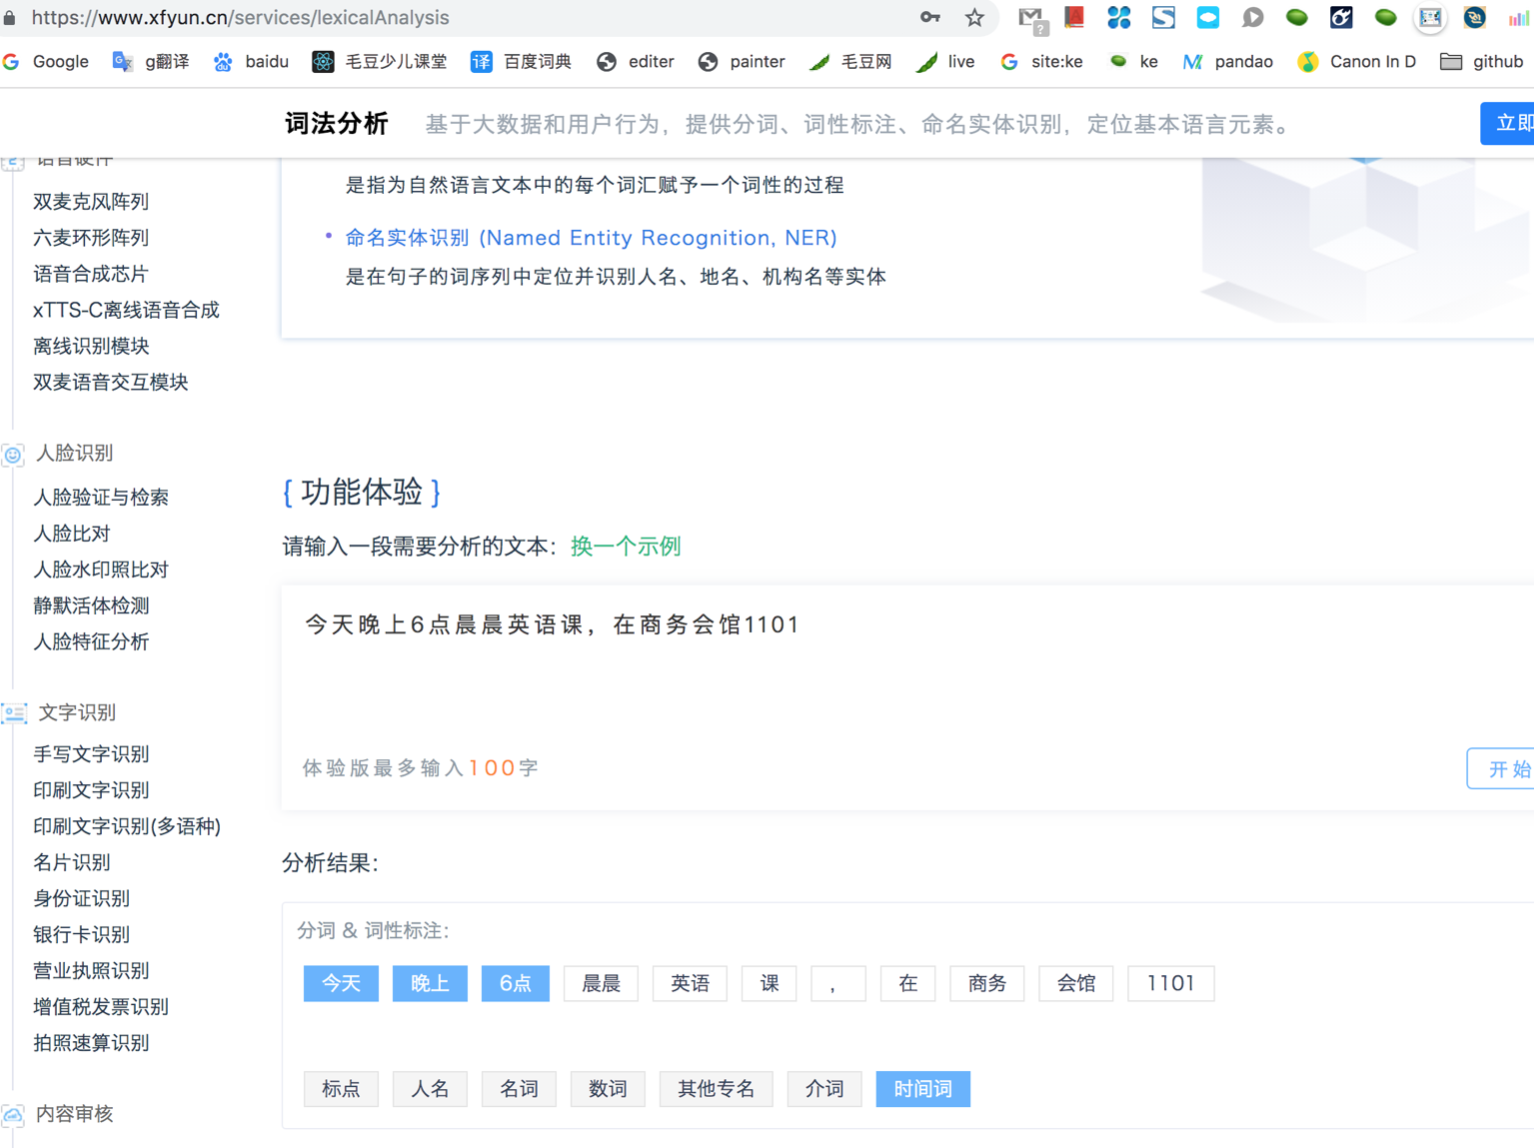 https://www.xfyun.cn/services/lexicalAnalysis
Google g翻译 baidu 毛豆少儿课堂 译 百度词典 editer painter 毛豆网 live site:ke ke pandao Canon In D github
词法分析 基于大数据和用户行为，提供分词、词性标注、命名实体识别，定位基本语言元素。 立即
语音硬件
是指为自然语言文本中的每个词汇赋予一个词性的过程
双麦克风阵列
六麦环形阵列
• 命名实体识别 (Named Entity Recognition, NER)
语音合成芯片
是在句子的词序列中定位并识别人名、地名、机构名等实体
xTTS-C离线语音合成
离线识别模块
双麦语音交互模块
人脸识别
人脸验证与检索
人脸比对
人脸水印照比对
静默活体检测
人脸特征分析
文字识别
手写文字识别
印刷文字识别
印刷文字识别(多语种)
名片识别
身份证识别
银行卡识别
营业执照识别
增值税发票识别
拍照速算识别
内容审核
{ 功能体验 }
请输入一段需要分析的文本： 换一个示例
今天晚上6点晨晨英语课，在商务会馆1101
体验版最多输入100字
开始
分析结果：
分词 & 词性标注：
今天 晚上 6点 晨晨 英语 课 ， 在 商务 会馆 1101
标点 人名 名词 数词 其他专名 介词 时间词